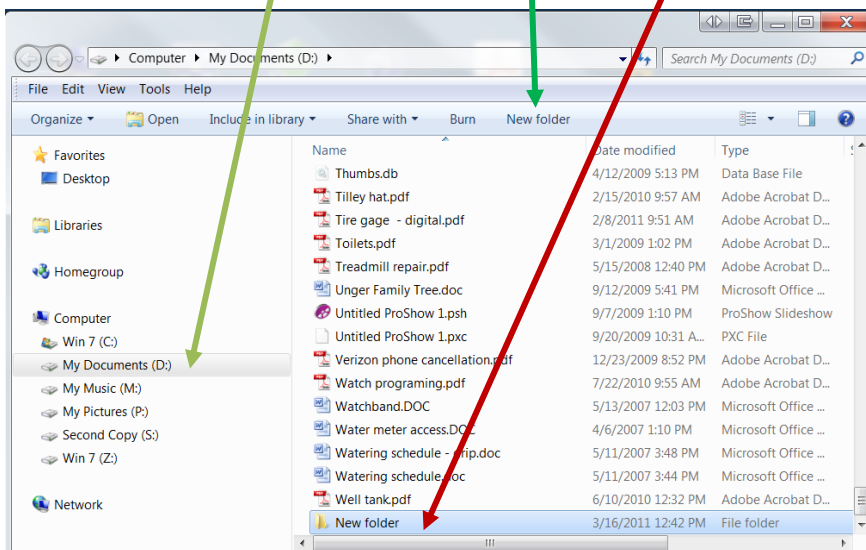 Computer My Documents (D:) Search My Documents (D:)
File Edit View Tools Help
Organize Open Include in library Share with Burn New folder
Favorites
Desktop
Libraries
Homegroup
Computer
Win 7 (C:)
My Documents (D:)
My Music (M:)
My Pictures (P:)
Second Copy (S:)
Win 7 (Z:)
Network
Name Date modified Type
Thumbs.db 4/12/2009 5:13 PM Data Base File
Tilley hat.pdf 2/15/2010 9:57 AM Adobe Acrobat D...
Tire gage - digital.pdf 2/8/2011 9:51 AM Adobe Acrobat D...
Toilets.pdf 3/1/2009 1:02 PM Adobe Acrobat D...
Treadmill repair.pdf 5/15/2008 12:40 PM Adobe Acrobat D...
Unger Family Tree.doc 9/12/2009 5:41 PM Microsoft Office ...
Untitled ProShow 1.psh 9/7/2009 1:10 PM ProShow Slideshow
Untitled ProShow 1.pxc 9/20/2009 10:31 A... PXC File
Verizon phone cancellation.pdf 12/23/2009 8:52 PM Adobe Acrobat D...
Watch programing.pdf 7/22/2010 9:55 AM Adobe Acrobat D...
Watchband.DOC 5/13/2007 12:03 PM Microsoft Office ...
Water meter access.DOC 4/6/2007 1:10 PM Microsoft Office ...
Watering schedule - drip.doc 5/11/2007 3:48 PM Microsoft Office ...
Watering schedule.doc 5/11/2007 3:44 PM Microsoft Office ...
Well tank.pdf 6/10/2010 12:32 PM Adobe Acrobat D...
New folder 3/16/2011 12:42 PM File folder